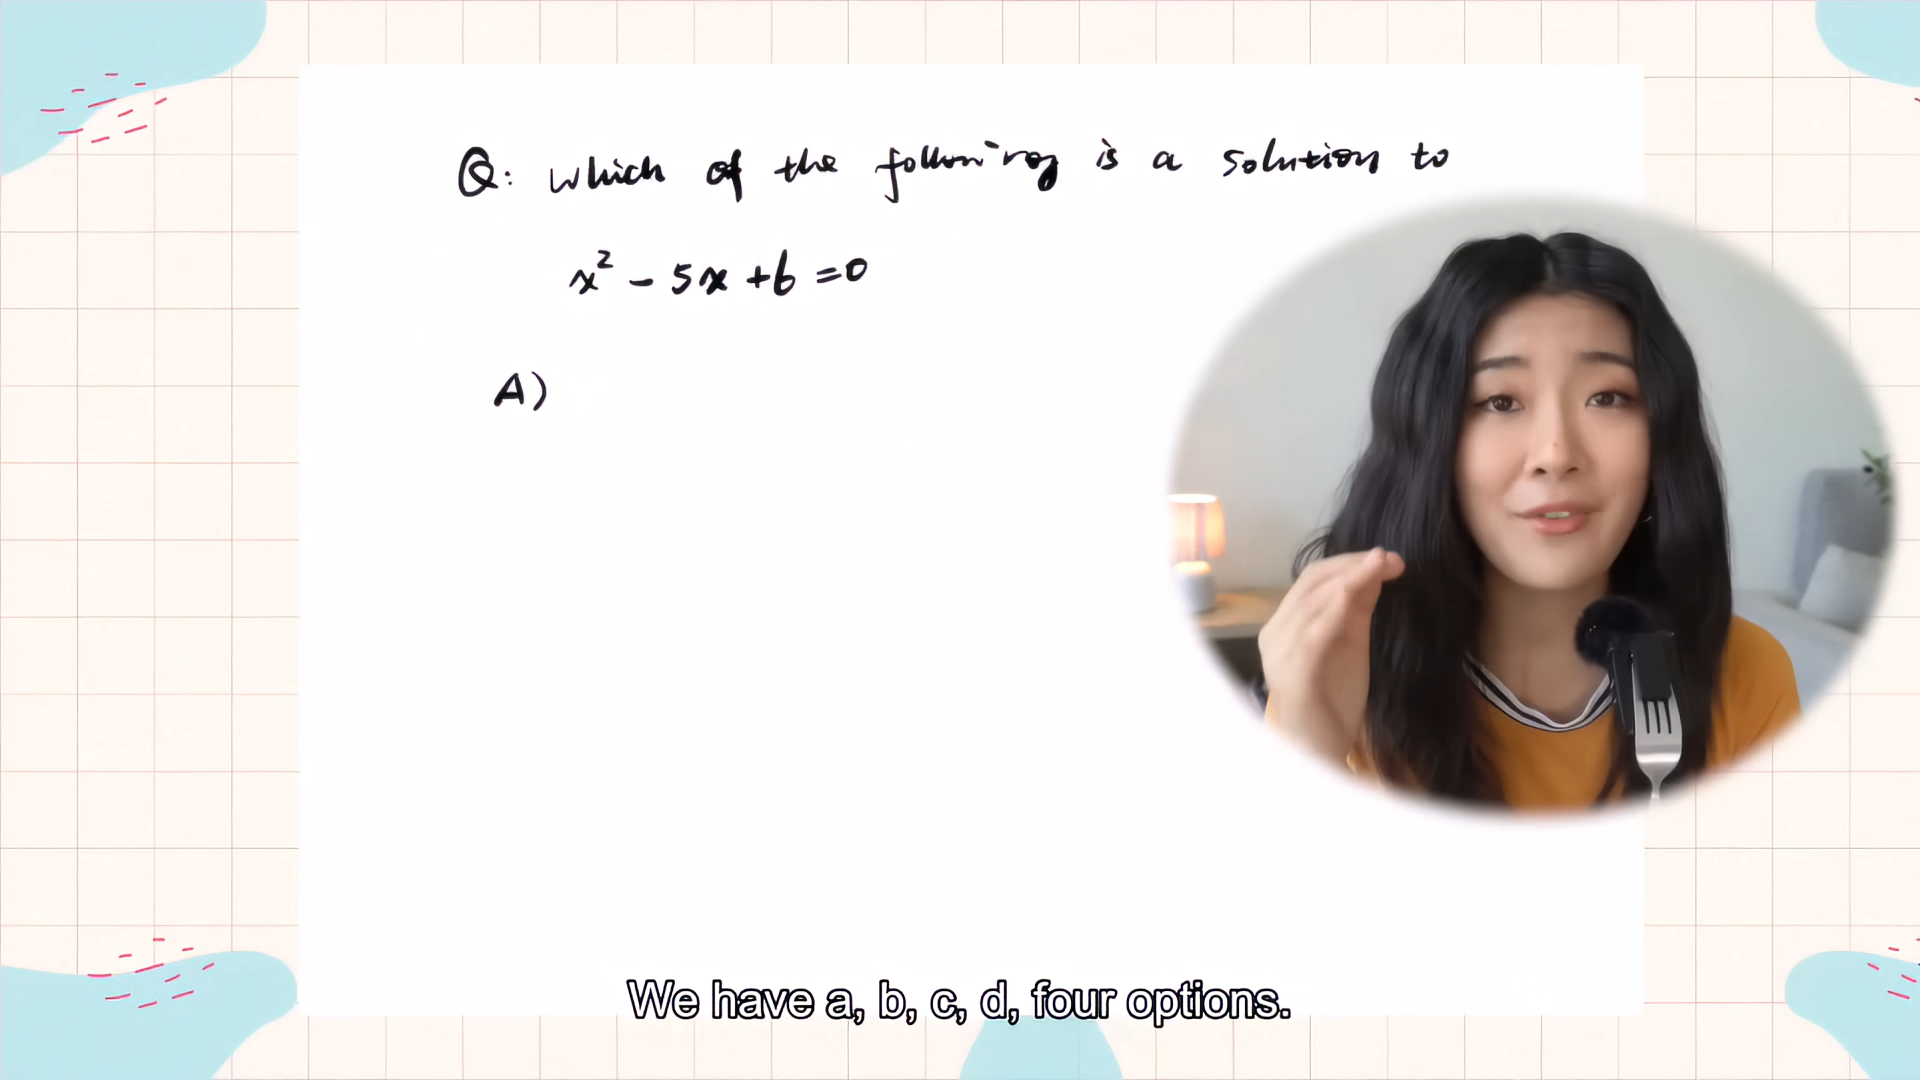 Q: which of the following is a solution to
x² - 5x + 6 = 0
A)
We have a, b, c, d, four options.